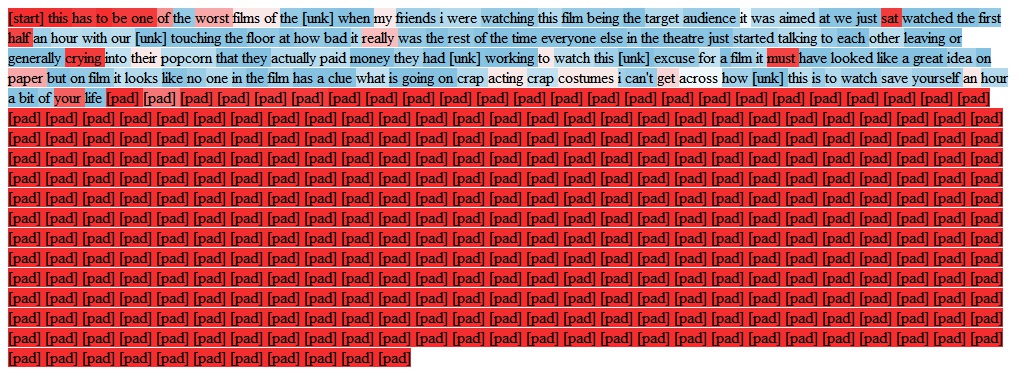 [start] this has to be one of the worst films of the [unk] when my friends i were watching this film being the target audience it was aimed at we just sat watched the first
half an hour with our [unk] touching the floor at how bad it really was the rest of the time everyone else in the theatre just started talking to each other leaving or
generally crying into their popcorn that they actually paid money they had [unk] working to watch this [unk] excuse for a film it must have looked like a great idea on
paper but on film it looks like no one in the film has a clue what is going on crap acting crap costumes i can't get across how [unk] this is to watch save yourself an hour
a bit of your life [pad] [pad] [pad] [pad] [pad] [pad] [pad] [pad] [pad] [pad] [pad] [pad] [pad] [pad] [pad] [pad] [pad] [pad] [pad] [pad] [pad] [pad] [pad] [pad]
[pad] [pad] [pad] [pad] [pad] [pad] [pad] [pad] [pad] [pad] [pad] [pad] [pad] [pad] [pad] [pad] [pad] [pad] [pad] [pad] [pad] [pad] [pad] [pad] [pad] [pad] [pad]
[pad] [pad] [pad] [pad] [pad] [pad] [pad] [pad] [pad] [pad] [pad] [pad] [pad] [pad] [pad] [pad] [pad] [pad] [pad] [pad] [pad] [pad] [pad] [pad] [pad] [pad] [pad]
[pad] [pad] [pad] [pad] [pad] [pad] [pad] [pad] [pad] [pad] [pad] [pad] [pad] [pad] [pad] [pad] [pad] [pad] [pad] [pad] [pad] [pad] [pad] [pad] [pad] [pad] [pad]
[pad] [pad] [pad] [pad] [pad] [pad] [pad] [pad] [pad] [pad] [pad] [pad] [pad] [pad] [pad] [pad] [pad] [pad] [pad] [pad] [pad] [pad] [pad] [pad] [pad] [pad] [pad]
[pad] [pad] [pad] [pad] [pad] [pad] [pad] [pad] [pad] [pad] [pad] [pad] [pad] [pad] [pad] [pad] [pad] [pad] [pad] [pad] [pad] [pad] [pad] [pad] [pad] [pad] [pad]
[pad] [pad] [pad] [pad] [pad] [pad] [pad] [pad] [pad] [pad] [pad] [pad] [pad] [pad] [pad] [pad] [pad] [pad] [pad] [pad] [pad] [pad] [pad] [pad] [pad] [pad] [pad]
[pad] [pad] [pad] [pad] [pad] [pad] [pad] [pad] [pad] [pad] [pad] [pad] [pad] [pad] [pad] [pad] [pad] [pad] [pad] [pad] [pad] [pad] [pad] [pad] [pad] [pad] [pad]
[pad] [pad] [pad] [pad] [pad] [pad] [pad] [pad] [pad] [pad] [pad] [pad] [pad] [pad] [pad] [pad] [pad] [pad] [pad] [pad] [pad] [pad] [pad] [pad] [pad] [pad] [pad]
[pad] [pad] [pad] [pad] [pad] [pad] [pad] [pad] [pad] [pad] [pad] [pad] [pad] [pad] [pad] [pad] [pad] [pad] [pad] [pad] [pad] [pad] [pad] [pad] [pad] [pad] [pad]
[pad] [pad] [pad] [pad] [pad] [pad] [pad] [pad] [pad] [pad] [pad] [pad] [pad] [pad] [pad] [pad] [pad] [pad] [pad] [pad] [pad] [pad] [pad] [pad] [pad] [pad] [pad]
[pad] [pad] [pad] [pad] [pad] [pad] [pad] [pad] [pad] [pad] [pad] [pad] [pad] [pad] [pad] [pad] [pad] [pad] [pad] [pad] [pad] [pad] [pad] [pad] [pad] [pad] [pad]
[pad] [pad] [pad] [pad] [pad] [pad] [pad] [pad] [pad] [pad] [pad] [pad] [pad] [pad] [pad] [pad] [pad] [pad] [pad] [pad] [pad] [pad] [pad] [pad] [pad] [pad] [pad]
[pad] [pad] [pad] [pad] [pad] [pad] [pad] [pad] [pad] [pad] [pad]